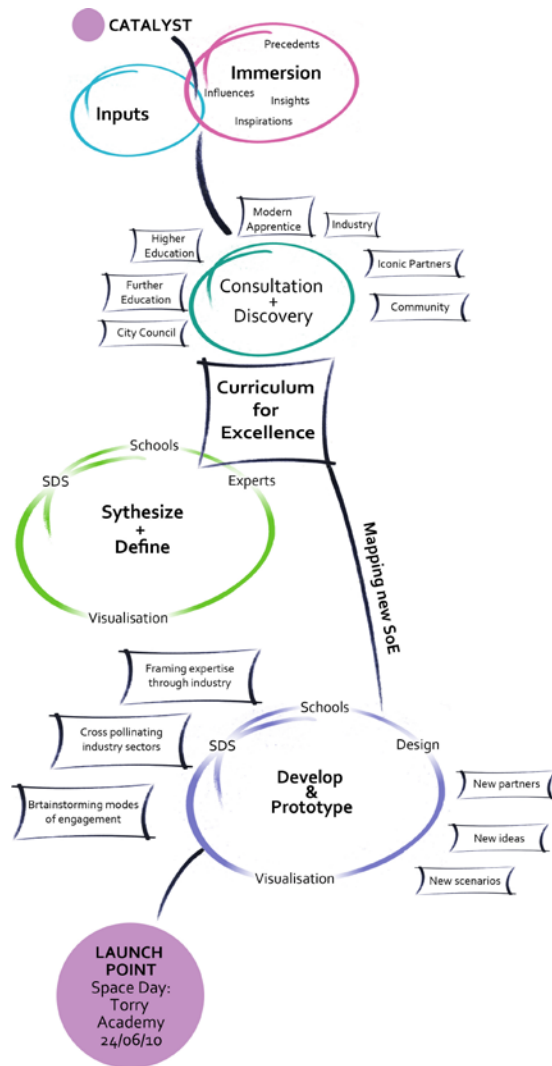 CATALYST
Precedents
Immersion
Influences
Insights
Inspirations
Inputs
Modern
Apprentice
Industry
Higher
Education
Iconic Partners
Consultation
+
Discovery
Further
Education
Community
City Council
Curriculum
for
Excellence
Schools
SDS
Experts
Sythesize
+
Define
Visualisation
Mapping new SoE
Framing expertise
through industry
Schools
Cross pollinating
industry sectors
SDS
Design
Develop
&
Prototype
New partners
Brtainstorming modes
of engagement
New ideas
Visualisation
New scenarios
LAUNCH
POINT
Space Day:
Torry
Academy
24/06/10